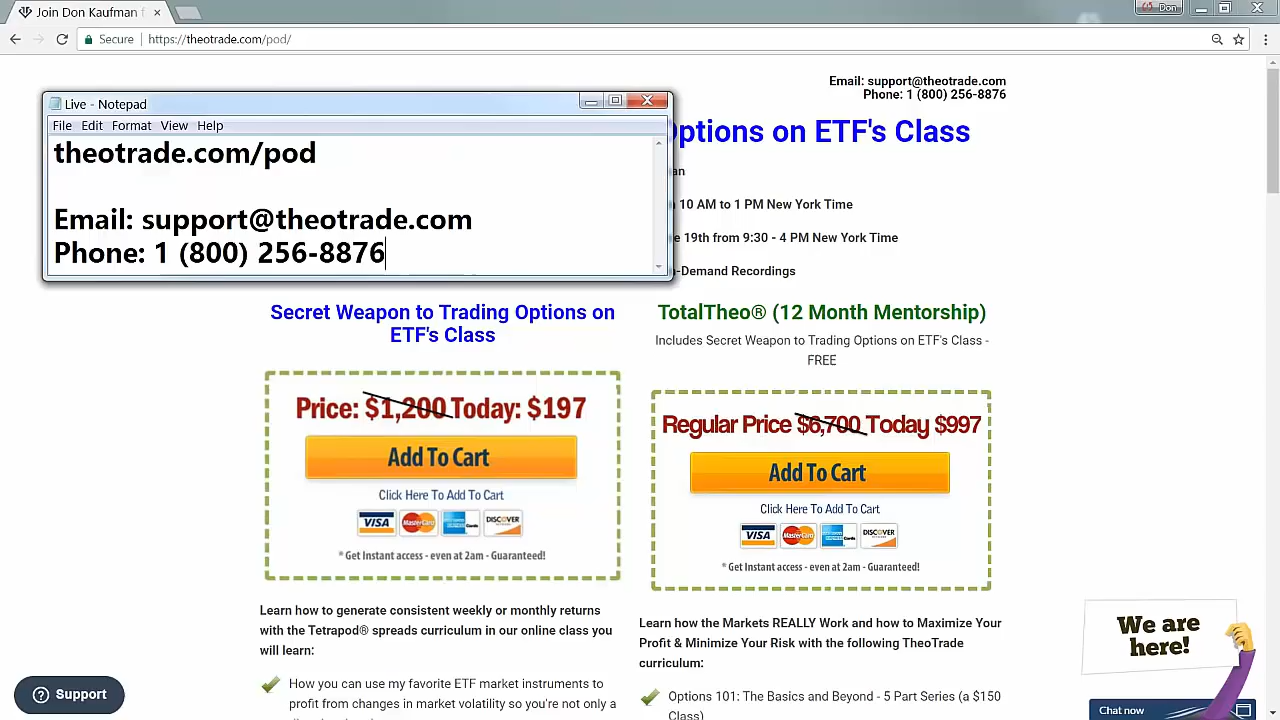 Join Don Kaufman f
Don
Secure
https://theotrade.com/pod/
Email: support@theotrade.com
Phone: 1 (800) 256-8876
Live - Notepad
File Edit Format View Help
theotrade.com/pod
Email: support@theotrade.com
Phone: 1 (800) 256-8876
Options on ETF's Class
10 AM to 1 PM New York Time
19th from 9:30 - 4 PM New York Time
-Demand Recordings
Secret Weapon to Trading Options on
ETF's Class
Price: $1,200 Today: $197
Add To Cart
Click Here To Add To Cart
VISA MasterCard DISCOVER
* Get Instant access - even at 2am - Guaranteed!
Learn how to generate consistent weekly or monthly returns
with the Tetrapod® spreads curriculum in our online class you
will learn:
How you can use my favorite ETF market instruments to
profit from changes in market volatility so you're not only a
TotalTheo® (12 Month Mentorship)
Includes Secret Weapon to Trading Options on ETF's Class -
FREE
Regular Price $6,700 Today $997
Add To Cart
Click Here To Add To Cart
VISA MasterCard DISCOVER
* Get Instant access - even at 2am - Guaranteed!
Learn how the Markets REALLY Work and how to Maximize Your
Profit & Minimize Your Risk with the following TheoTrade
curriculum:
Options 101: The Basics and Beyond - 5 Part Series (a $150
Class)
Support
We are
here!
Chat now